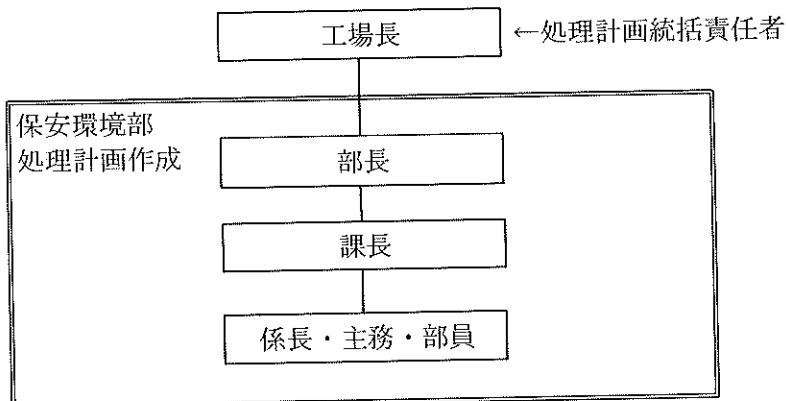 工場長
←処理計画統括責任者
保安環境部
処理計画作成
部長
課長
係長・主務・部員